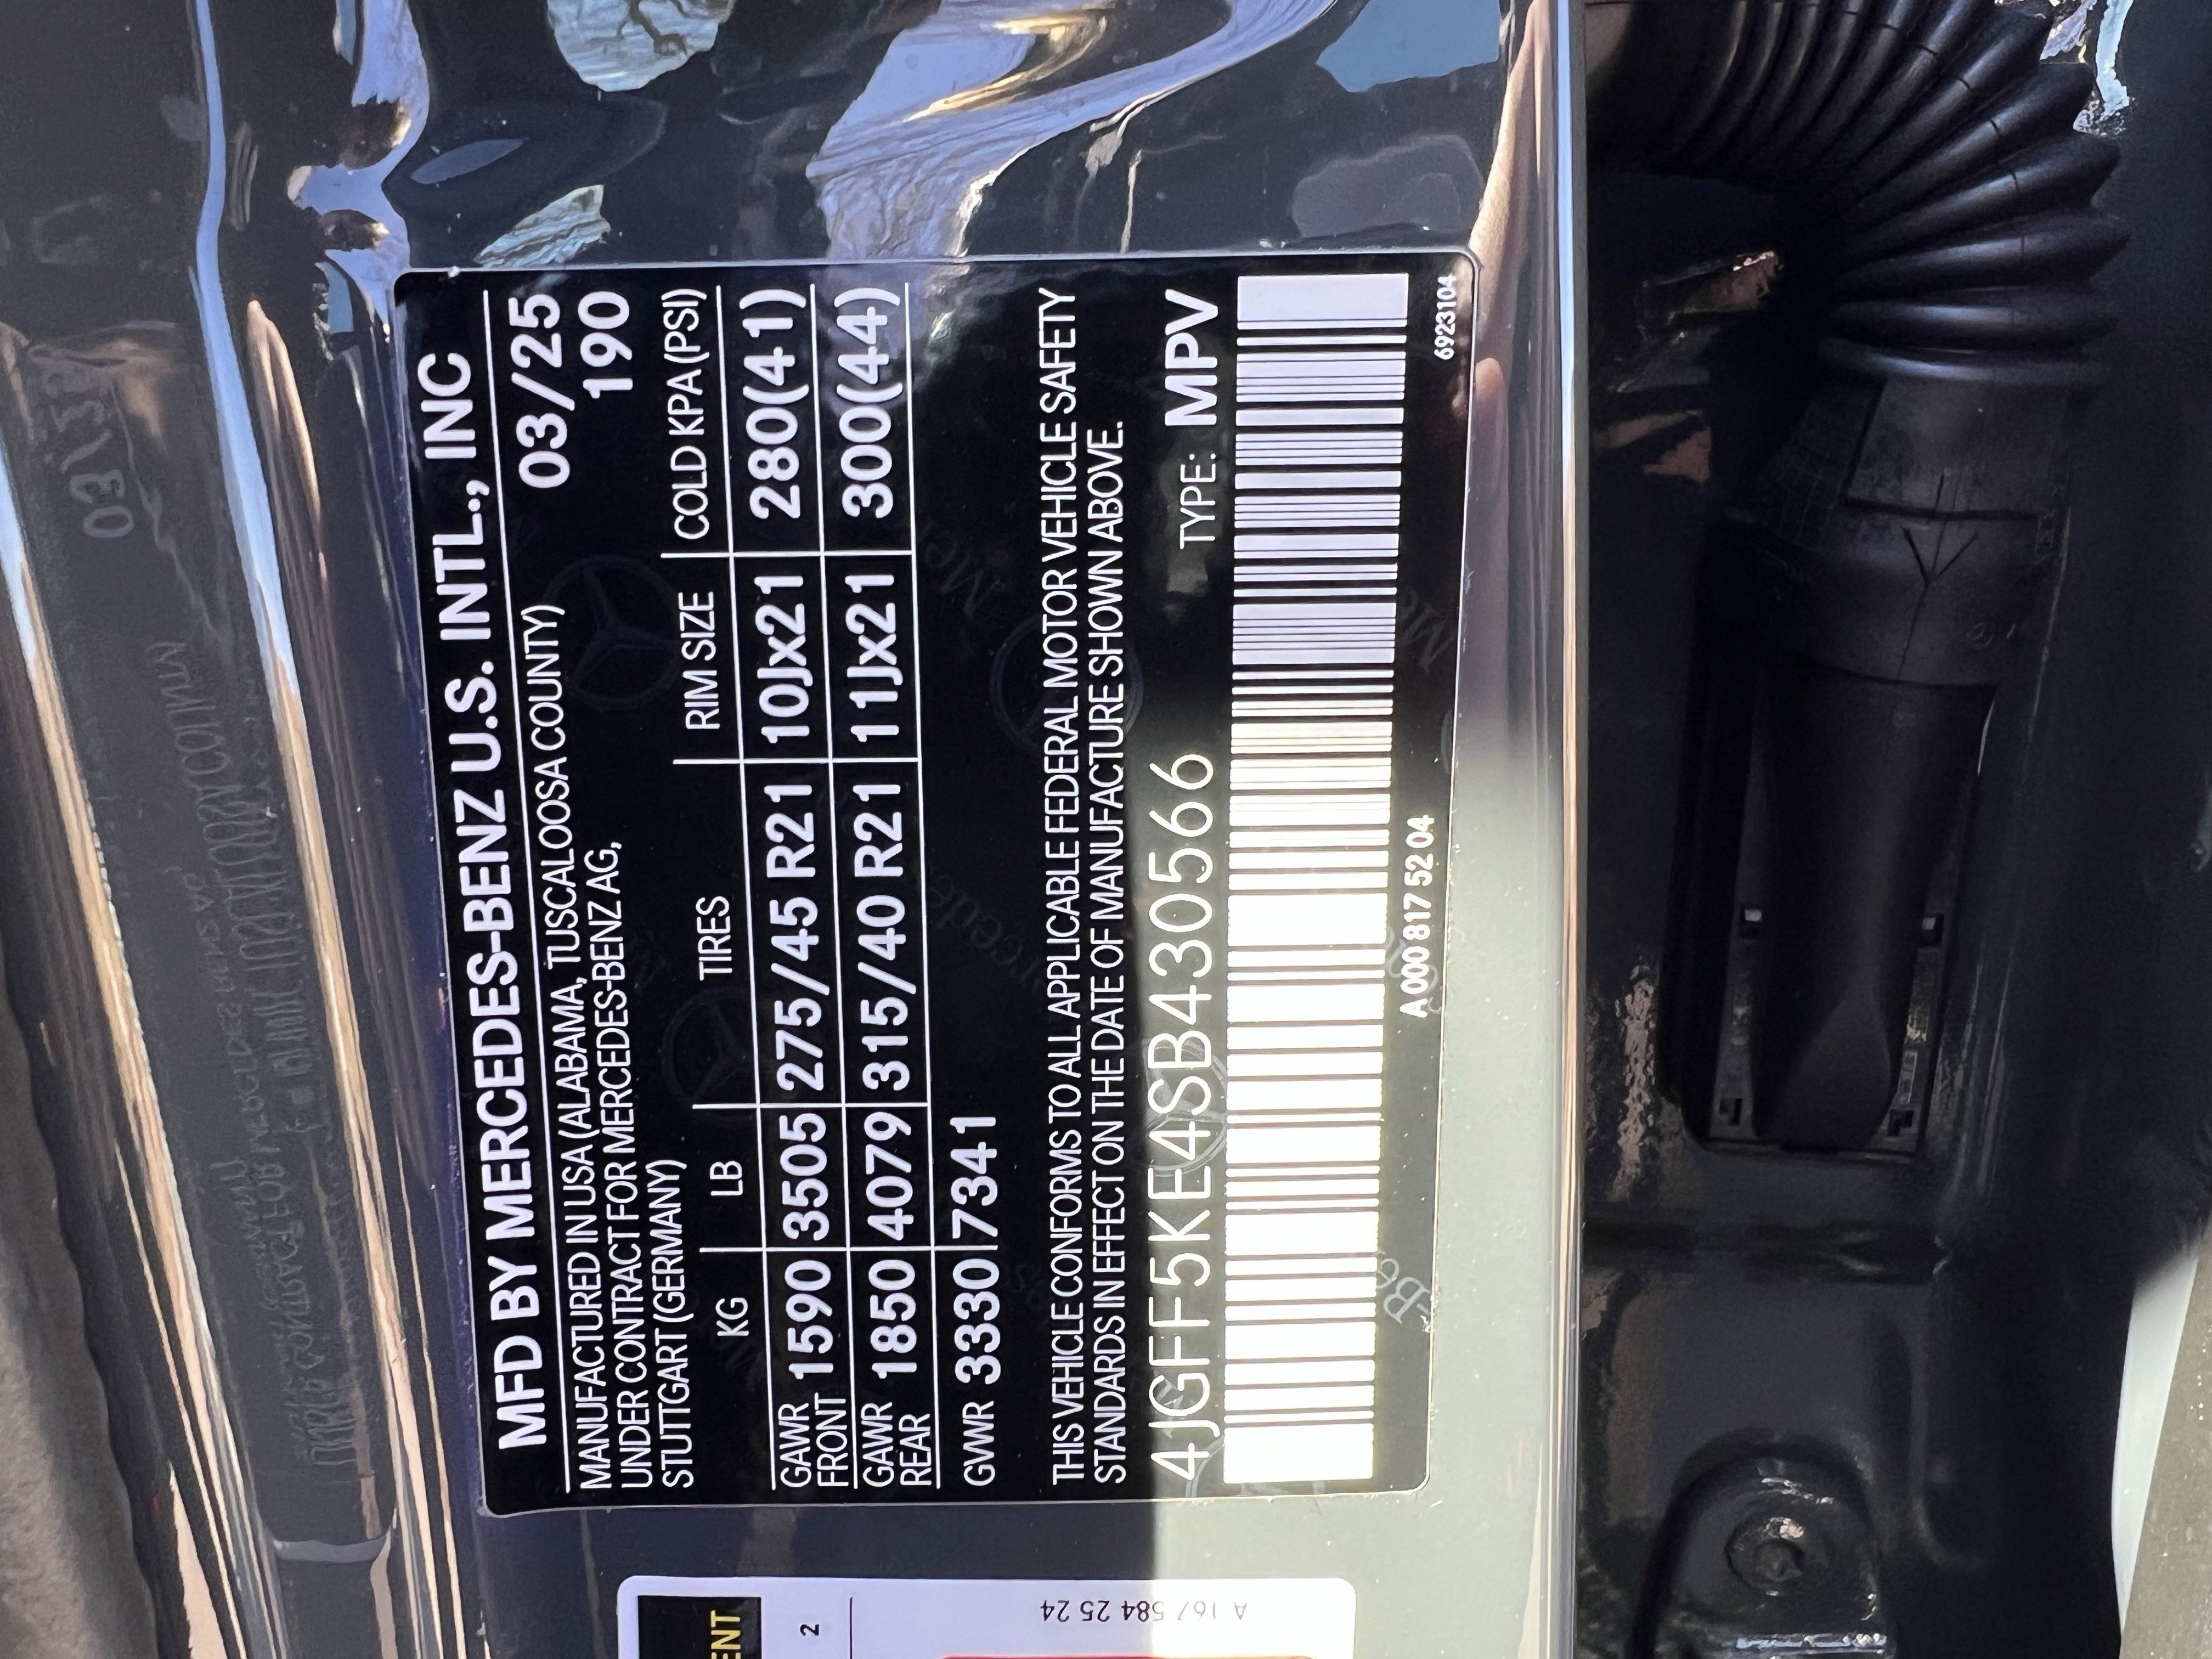 MFD BY MERCEDES-BENZ U.S. INTL., INC
MANUFACTURED IN USA (ALABAMA, TUSCALOOSA COUNTY) 03/25
UNDER CONTRACT FOR MERCEDES-BENZ AG, 190
STUTTGART (GERMANY)
KG LB TIRES RIM SIZE COLD KPA (PSI)
GAWR FRONT 1590 3505 275/45 R21 10Jx21 280(41)
GAWR REAR 1850 4079 315/40 R21 11Jx21 300(44)
GVWR 3330 7341
THIS VEHICLE CONFORMS TO ALL APPLICABLE FEDERAL MOTOR VEHICLE SAFETY
STANDARDS IN EFFECT ON THE DATE OF MANUFACTURE SHOWN ABOVE.
4JGFF5KE4SB430566 TYPE: MPV
A 000 817 52 04 6923104
ENT
2
A 167 584 25 24